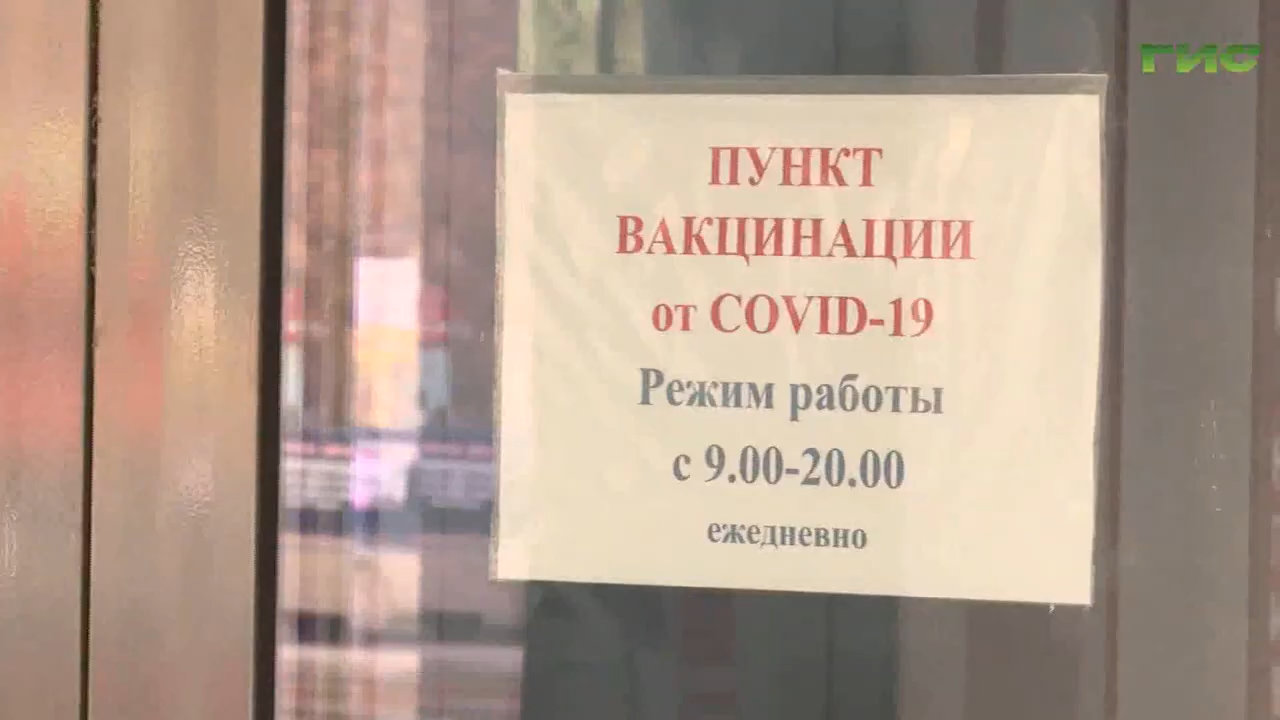 ГИС
ПУНКТ
ВАКЦИНАЦИИ
от COVID-19
Режим работы
с 9.00-20.00
ежедневно